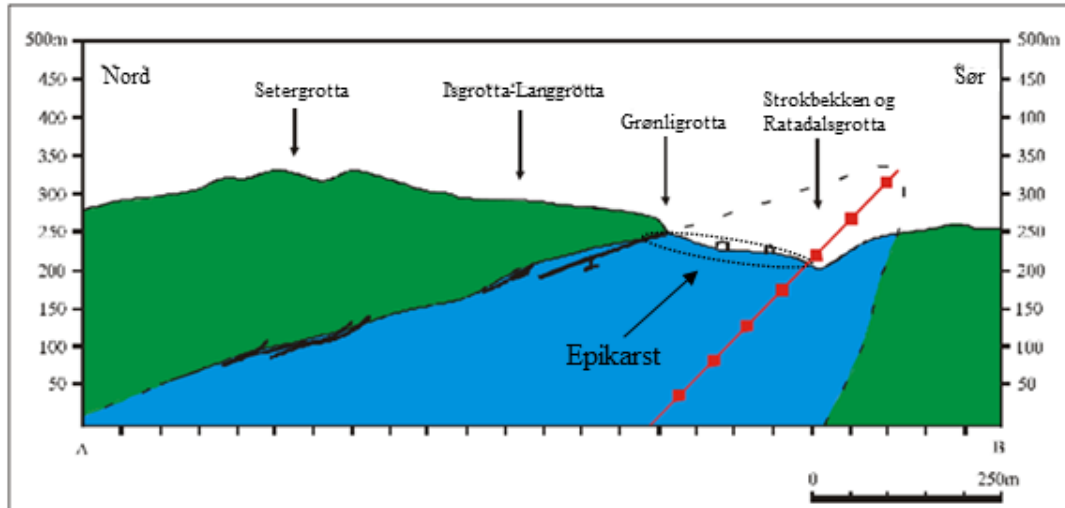 500m
450
400
350
300
250
200
150
100
50
Nord
Setergrotta
Isgrotta-Langgrotta
Grønligrotta
Strokbekken og
Ratadalsgrotta
Sør
500m
450
400
350
300
250
200
150
100
50
Epikarst
A
B
0 250m